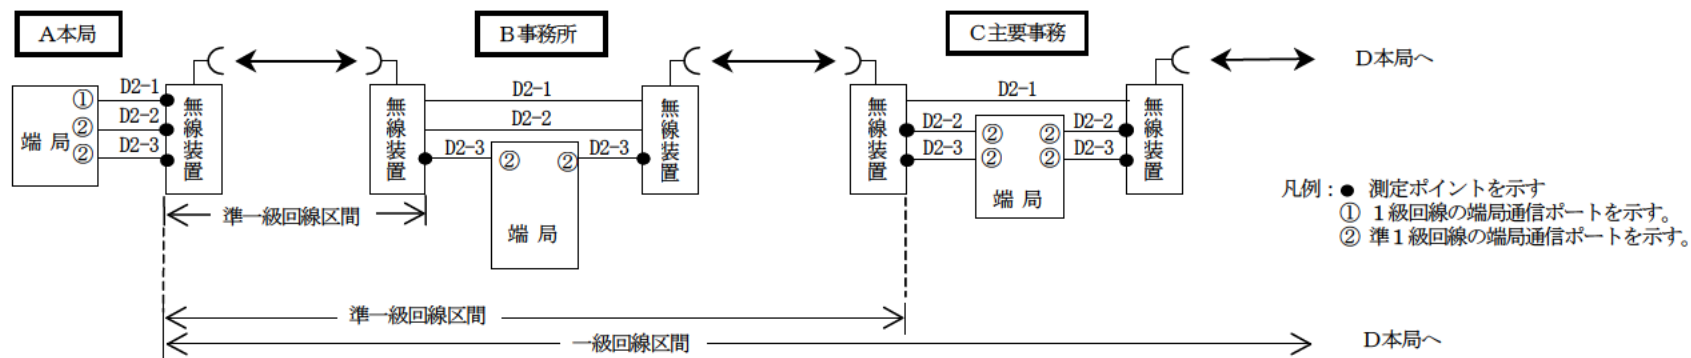 A本局
B事務所
C主要事務
D本局へ
端局
①
②
②
D2-1
D2-2
D2-3
無線装置
無線装置
D2-1
D2-2
D2-3
②
②
D2-3
端局
無線装置
無線装置
D2-1
D2-2
D2-3
②
②
②
②
端局
D2-2
D2-3
無線装置
凡例：● 測定ポイントを示す
① 1級回線の端局通信ポートを示す。
② 準1級回線の端局通信ポートを示す。
準一級回線区間
準一級回線区間
一級回線区間
D本局へ